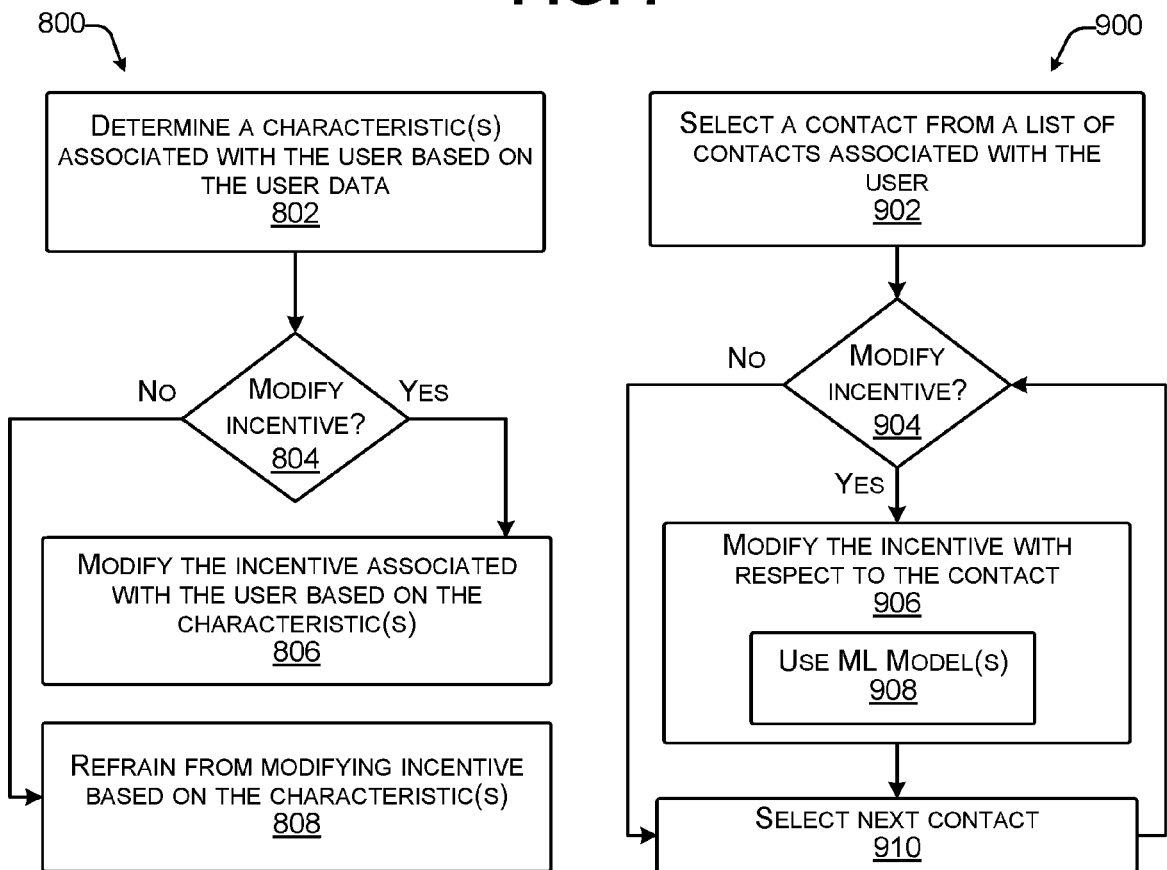 800
DETERMINE A CHARACTERISTIC(S)
ASSOCIATED WITH THE USER BASED ON
THE USER DATA
802
NO
MODIFY
INCENTIVE?
804
YES
MODIFY THE INCENTIVE ASSOCIATED
WITH THE USER BASED ON THE
CHARACTERISTIC(S)
806
REFRAIN FROM MODIFYING INCENTIVE
BASED ON THE CHARACTERISTIC(S)
808
900
SELECT A CONTACT FROM A LIST OF
CONTACTS ASSOCIATED WITH THE
USER
902
NO
MODIFY
INCENTIVE?
904
YES
MODIFY THE INCENTIVE WITH
RESPECT TO THE CONTACT
906
USE ML MODEL(S)
908
SELECT NEXT CONTACT
910